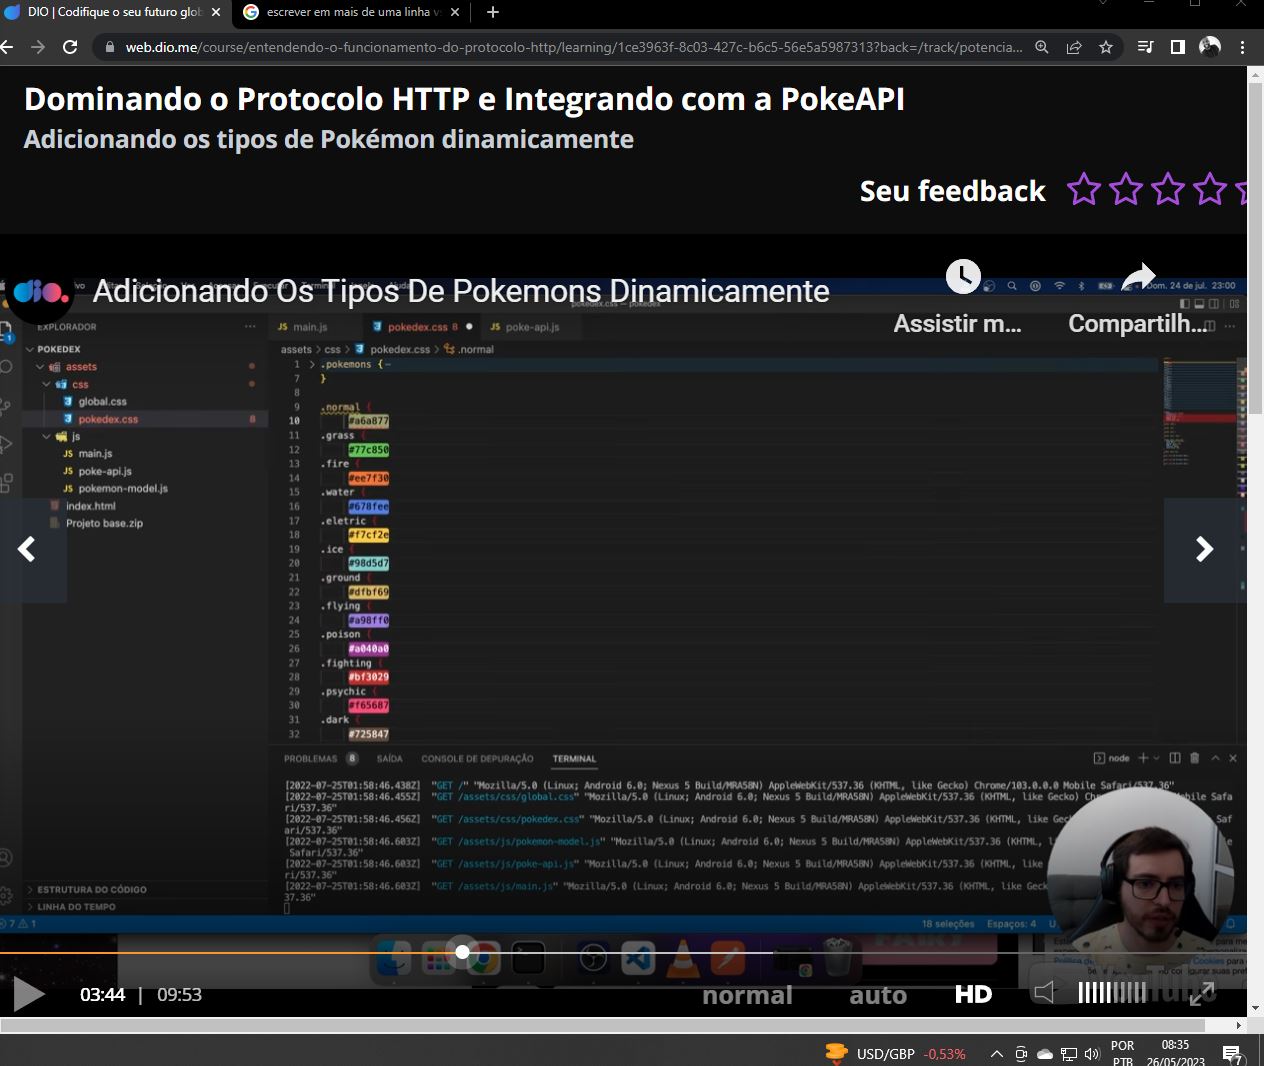 DIO | Codifique o seu futuro glob
escrever em mais de uma linha v
web.dio.me/course/entendendo-o-funcionamento-do-protocolo-http/learning/1ce3963f-8c03-427c-b6c5-56e5a5987313?back=/track/potencia...
Dominando o Protocolo HTTP e Integrando com a PokeAPI
Adicionando os tipos de Pokémon dinamicamente
Seu feedback
dio.
Adicionando Os Tipos De Pokemons Dinamicamente
Dom. 24 de jul. 23:00
Assistir m...
Compartilh...
EXPLORADOR
JS main.js
pokedex.css 8
JS poke-api.js
POKEDEX
assets > css > pokedex.css > .normal
assets
css
global.css
pokedex.css 8
js
JS main.js
JS poke-api.js
JS pokemon-model.js
index.html
Projeto base.zip
1 .pokemons {
7 }
8
9 .normal {
10 #a6a877
11 .grass {
12 #77c850
13 .fire {
14 #ee7f30
15 .water {
16 #678fee
17 .eletric {
18 #f7cf2e
19 .ice {
20 #98d5d7
21 .ground {
22 #dfbf69
23 .flying {
24 #a98ff0
25 .poison {
26 #a040a0
27 .fighting {
28 #bf3029
29 .psychic {
30 #f65687
31 .dark {
32 #725847
PROBLEMAS 8 SAÍDA CONSOLE DE DEPURAÇÃO TERMINAL
node
[2022-07-25T01:58:46.438Z] "GET /" "Mozilla/5.0 (Linux; Android 6.0; Nexus 5 Build/MRA58N) AppleWebKit/537.36 (KHTML, like Gecko) Chrome/103.0.0.0 Mobile Safari/537.36"
[2022-07-25T01:58:46.455Z] "GET /assets/css/global.css" "Mozilla/5.0 (Linux; Android 6.0; Nexus 5 Build/MRA58N) AppleWebKit/537.36 (KHTML, like Gecko) Safa
ri/537.36"
[2022-07-25T01:58:46.456Z] "GET /assets/css/pokedex.css" "Mozilla/5.0 (Linux; Android 6.0; Nexus 5 Build/MRA58N) AppleWebKit/537.36 (KHTML, like Gec Saf
ari/537.36"
[2022-07-25T01:58:46.603Z] "GET /assets/js/pokemon-model.js" "Mozilla/5.0 (Linux; Android 6.0; Nexus 5 Build/MRA58N) AppleWebKit/537.36 (KHTML, l
Safari/537.36"
[2022-07-25T01:58:46.603Z] "GET /assets/js/poke-api.js" "Mozilla/5.0 (Linux; Android 6.0; Nexus 5 Build/MRA58N) AppleWebKit/537.36 (KHTML, like
ri/537.36"
[2022-07-25T01:58:46.603Z] "GET /assets/js/main.js" "Mozilla/5.0 (Linux; Android 6.0; Nexus 5 Build/MRA58N) AppleWebKit/537.36 (KHTML, like Geck
37.36"
ESTRUTURA DO CÓDIGO
LINHA DO TEMPO
7 1
18 seleções
Espaços: 4
03:44 | 09:53
normal
auto
HD
USD/GBP -0,53%
POR
PTB
08:35
26/05/2023
7